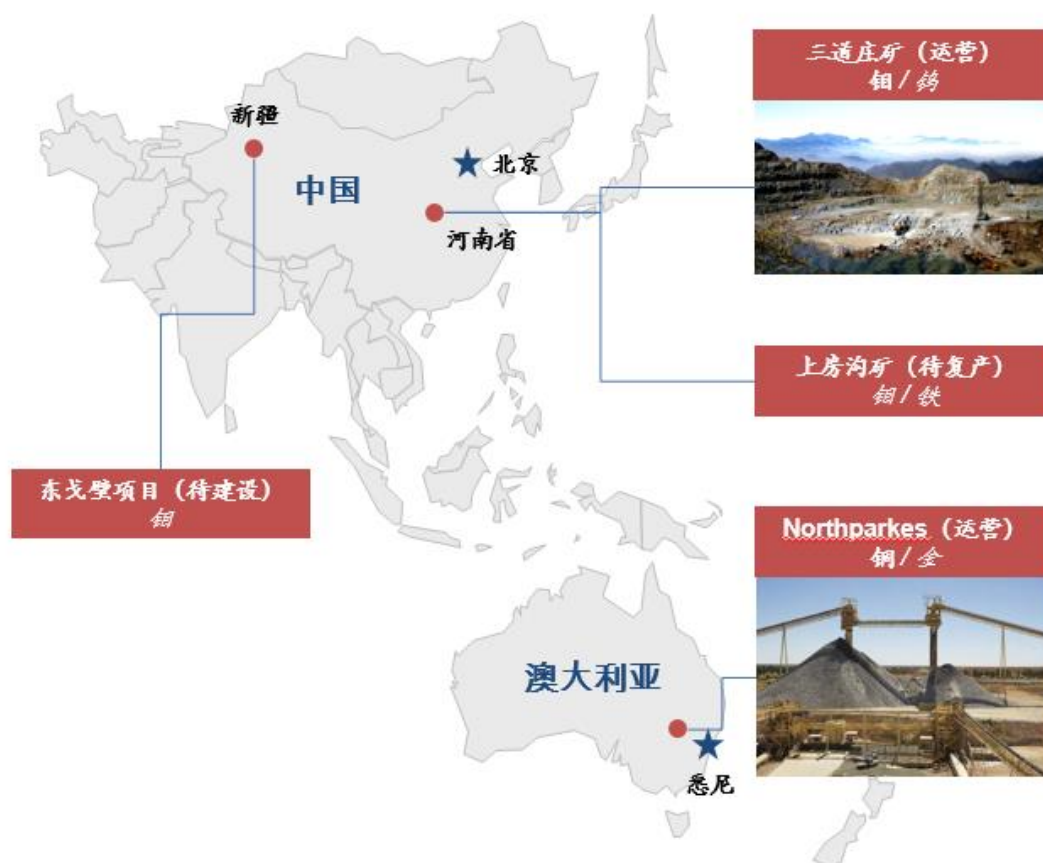 三道庄矿（运营）
钼 / 钨
新疆
北京
中国
河南省
上房沟矿（待复产）
钼 / 铁
东戈壁项目（待建设）
钼
Northparkes（运营）
铜 / 金
澳大利亚
悉尼